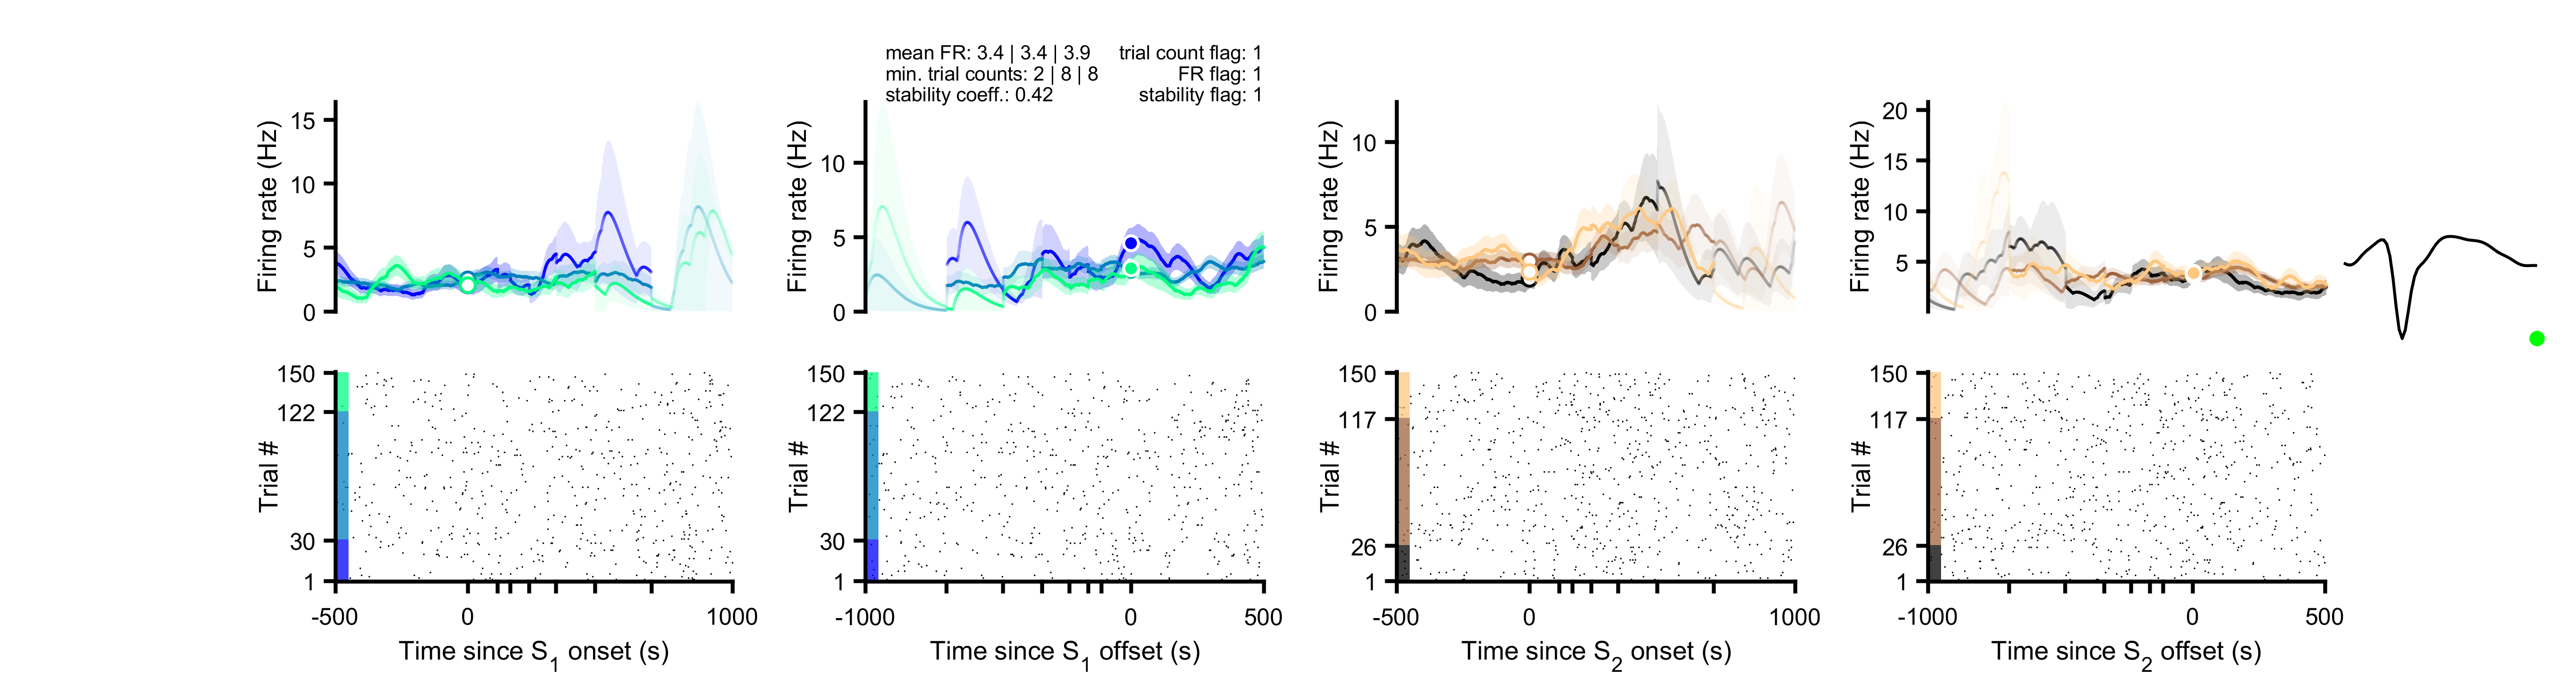 mean FR: 3.4 | 3.4 | 3.9 trial count flag: 1
min. trial counts: 2 | 8 | 8 FR flag: 1
stability coeff.: 0.42 stability flag: 1
Firing rate (Hz)
15
10
5
0
Firing rate (Hz)
10
5
0
Firing rate (Hz)
10
5
0
Firing rate (Hz)
20
15
10
5
Trial #
150
122
30
1
-500 0 1000
Time since S1 onset (s)
Trial #
150
122
30
1
-1000 0 500
Time since S1 offset (s)
Trial #
150
117
26
1
-500 0 1000
Time since S2 onset (s)
Trial #
150
117
26
1
-1000 0 500
Time since S2 offset (s)